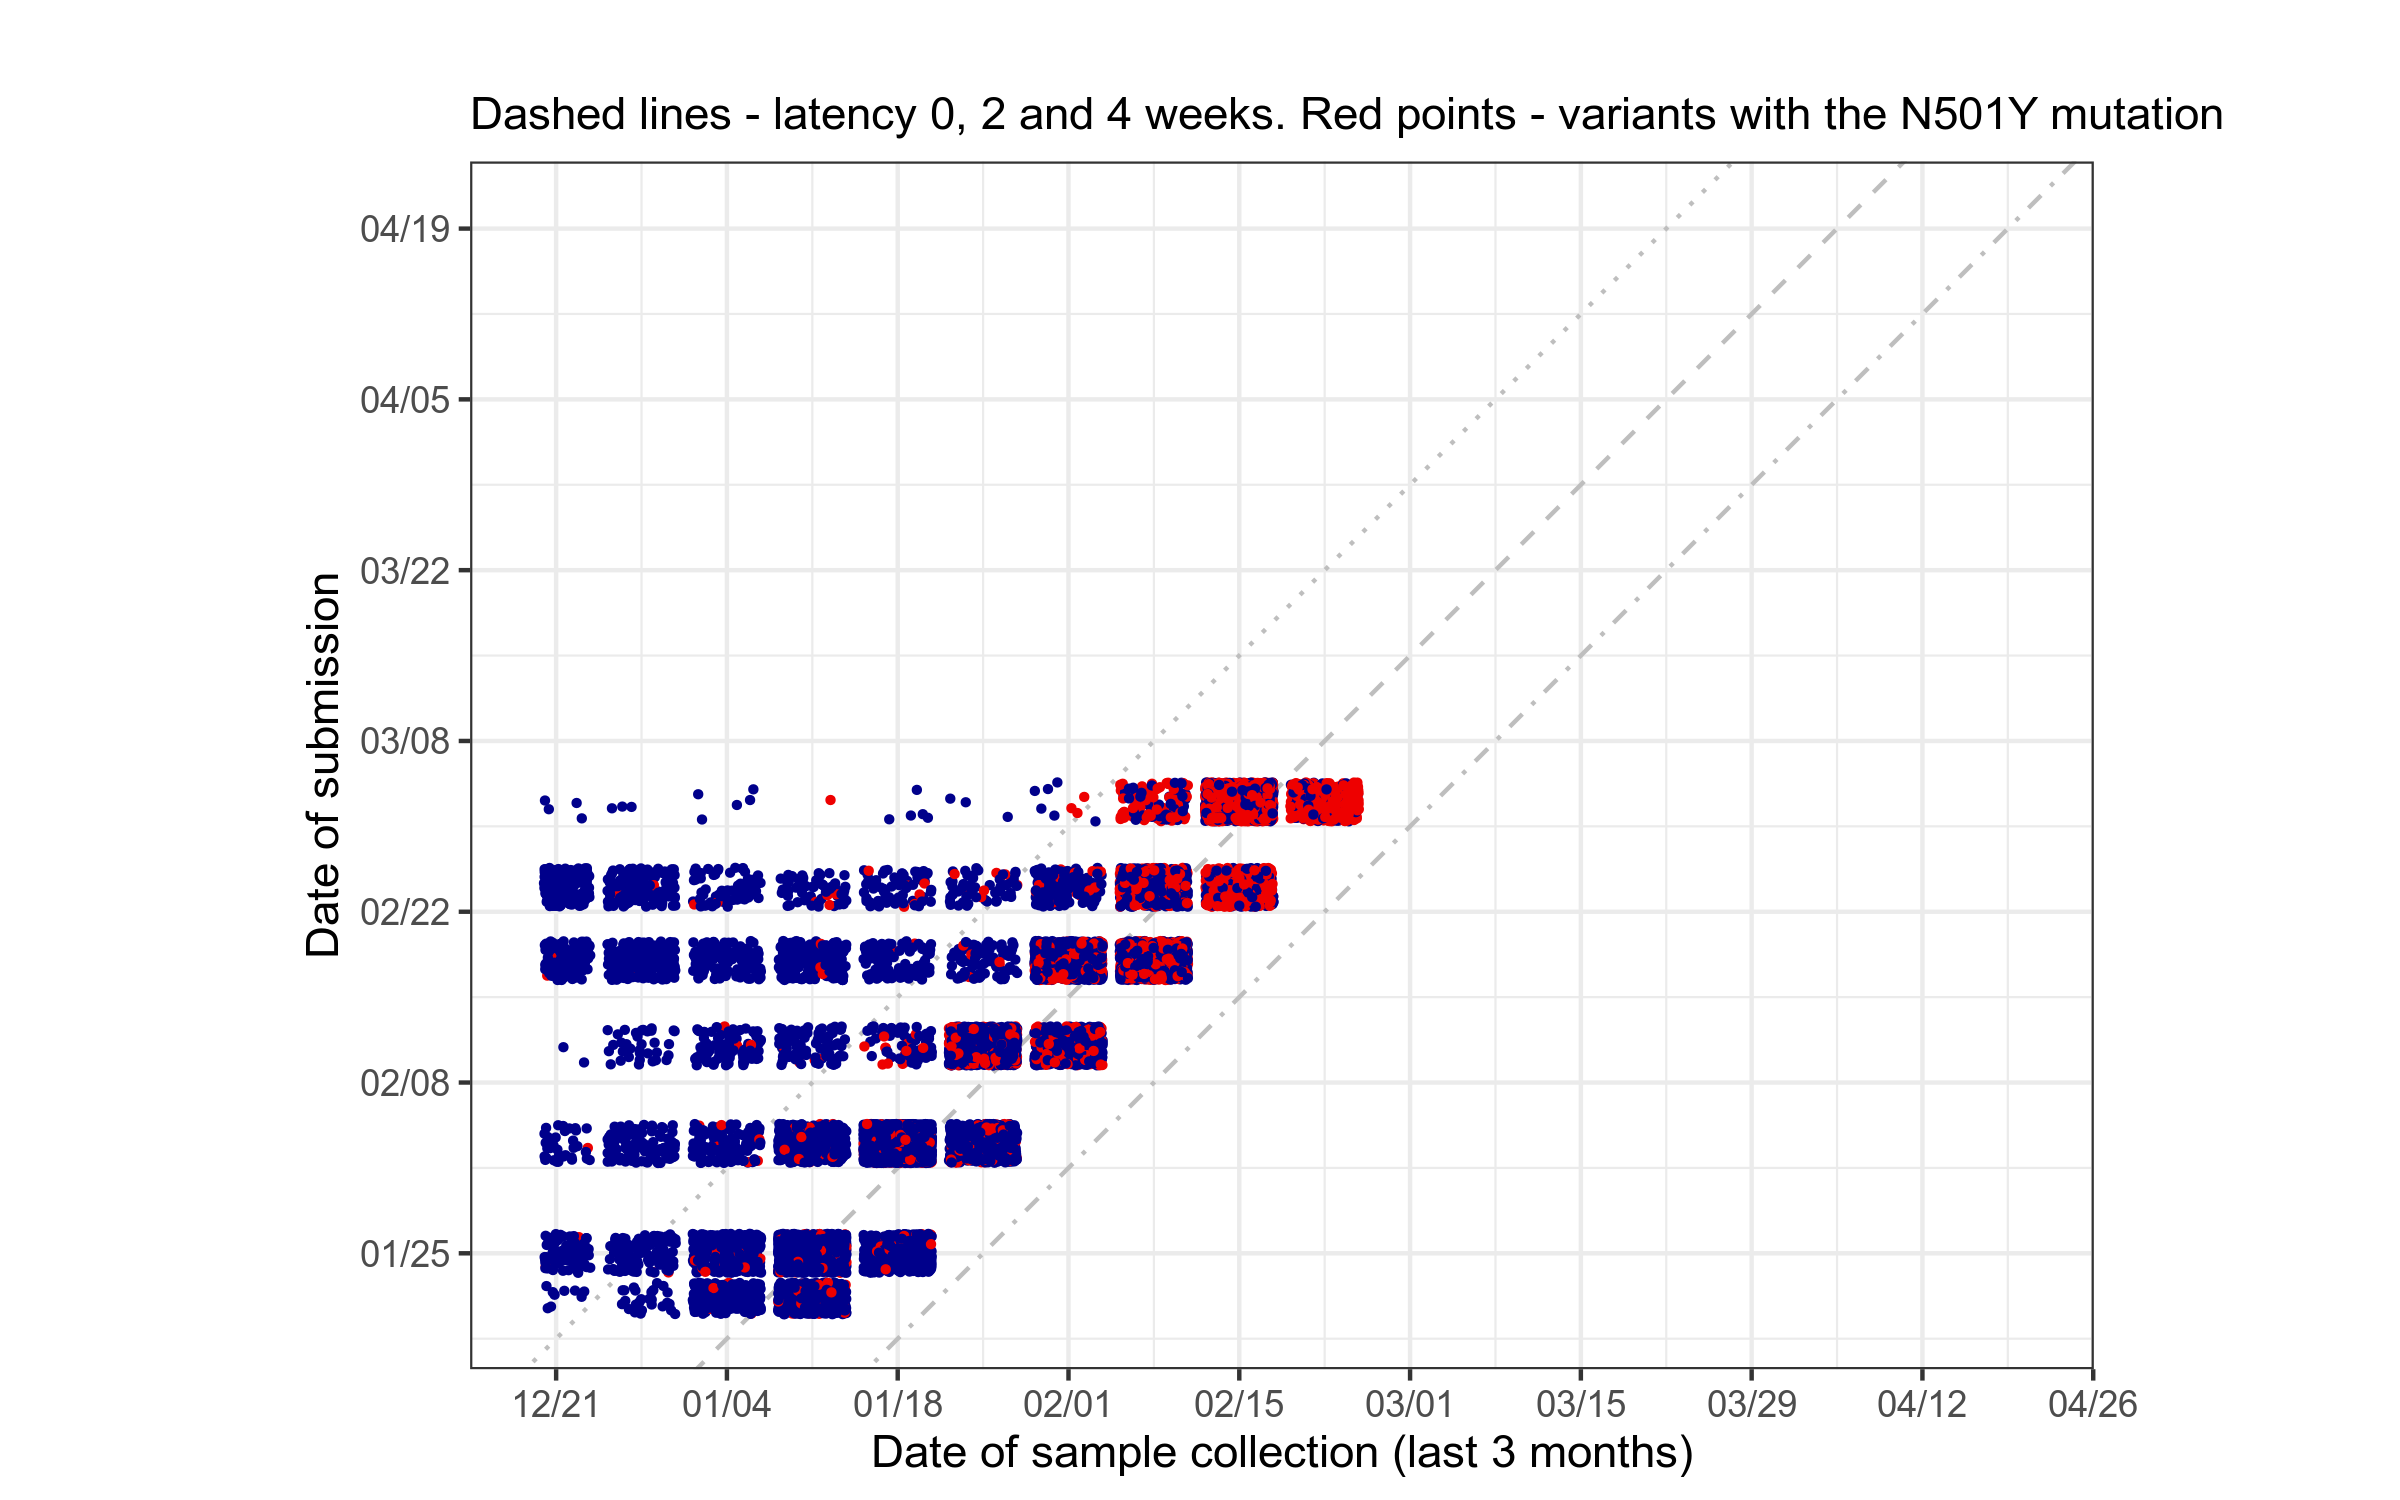 Dashed lines - latency 0, 2 and 4 weeks. Red points - variants with the N501Y mutation
Date of submission
04/19
04/05
03/22
03/08
02/22
02/08
01/25
12/21 01/04 01/18 02/01 02/15 03/01 03/15 03/29 04/12 04/26
Date of sample collection (last 3 months)